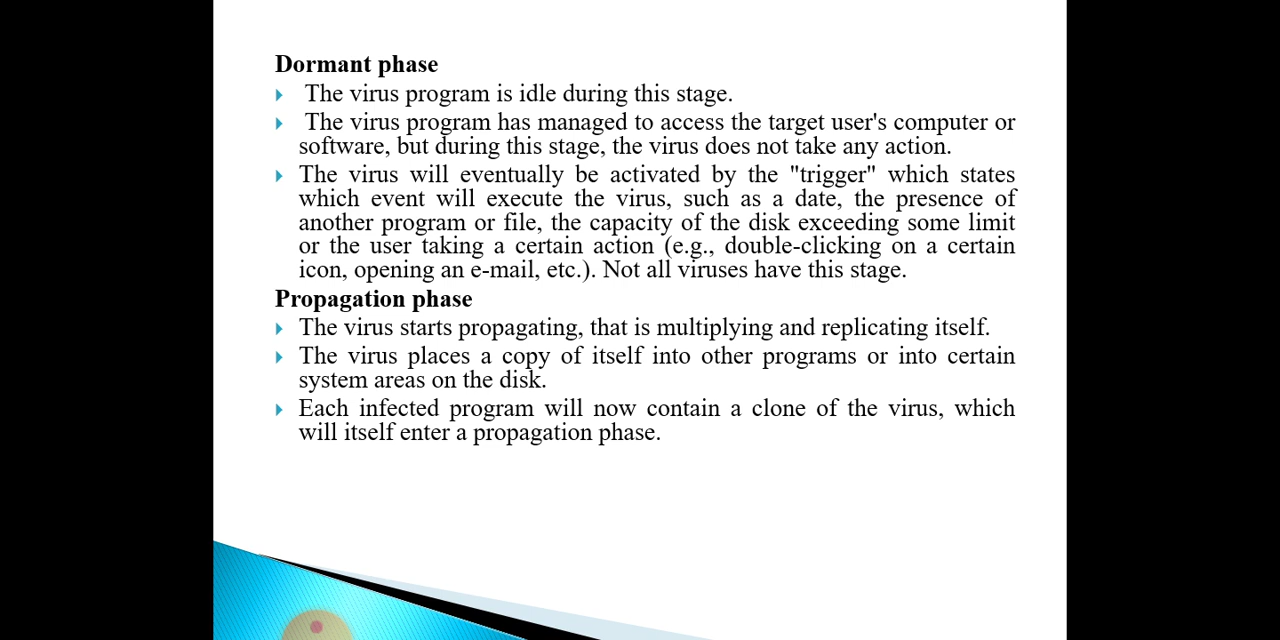 Dormant phase
The virus program is idle during this stage.
The virus program has managed to access the target user's computer or
software, but during this stage, the virus does not take any action.
The virus will eventually be activated by the "trigger" which states
which event will execute the virus, such as a date, the presence of
another program or file, the capacity of the disk exceeding some limit
or the user taking a certain action (e.g., double-clicking on a certain
icon, opening an e-mail, etc.). Not all viruses have this stage.
Propagation phase
The virus starts propagating, that is multiplying and replicating itself.
The virus places a copy of itself into other programs or into certain
system areas on the disk.
Each infected program will now contain a clone of the virus, which
will itself enter a propagation phase.